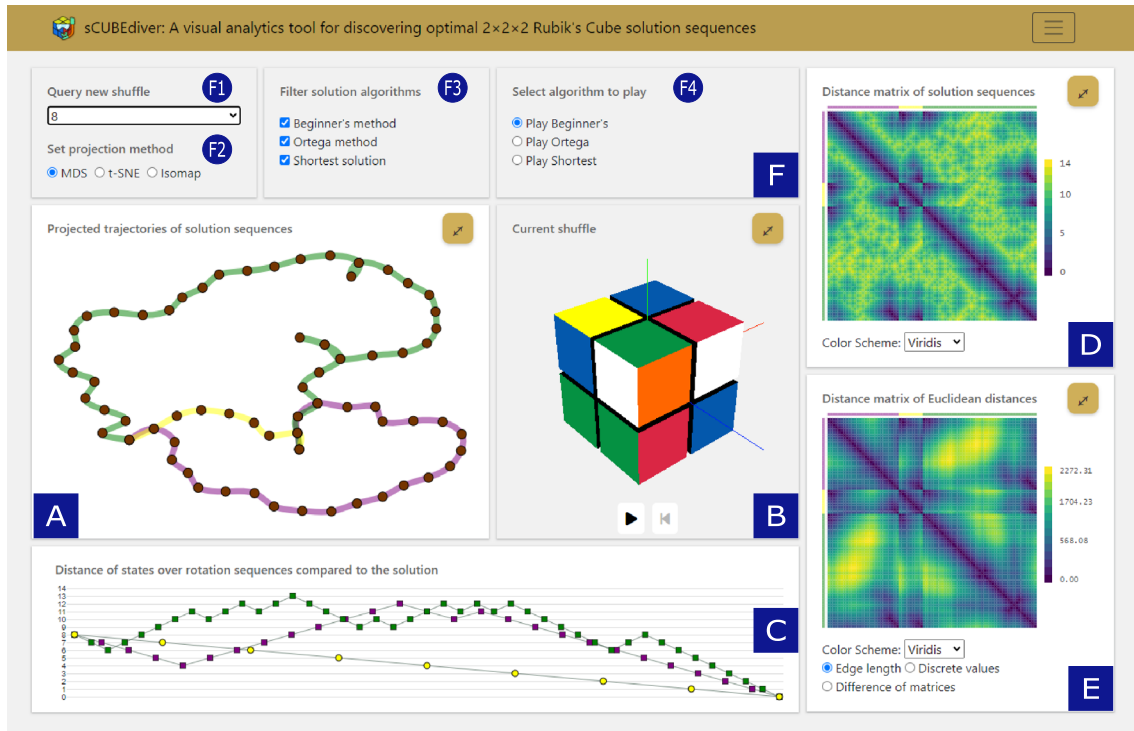 sCUBEdiver: A visual analytics tool for discovering optimal 2×2×2 Rubik's Cube solution sequences
Query new shuffle
F1
8
Set projection method
F2
MDS t-SNE Isomap
Filter solution algorithms
F3
Beginner's method
Ortega method
Shortest solution
Select algorithm to play
F4
Play Beginner's
Play Ortega
Play Shortest
F
Projected trajectories of solution sequences
A
Current shuffle
B
Distance of states over rotation sequences compared to the solution
14
13
12
11
10
9
8
7
6
5
4
3
2
1
0
C
Distance matrix of solution sequences
14
10
5
0
Color Scheme: Viridis
D
Distance matrix of Euclidean distances
2272.31
1704.23
568.08
0.00
Color Scheme: Viridis
Edge length Discrete values
Difference of matrices
E